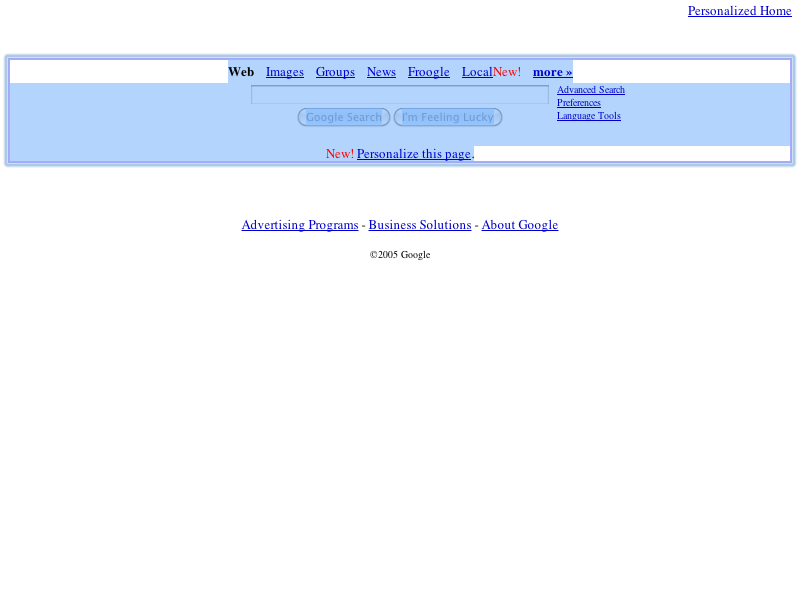 Personalized Home
Web Images Groups News Froogle LocalNew! more »
Advanced Search
Preferences
Language Tools
Google Search I'm Feeling Lucky
New! Personalize this page.
Advertising Programs - Business Solutions - About Google
©2005 Google